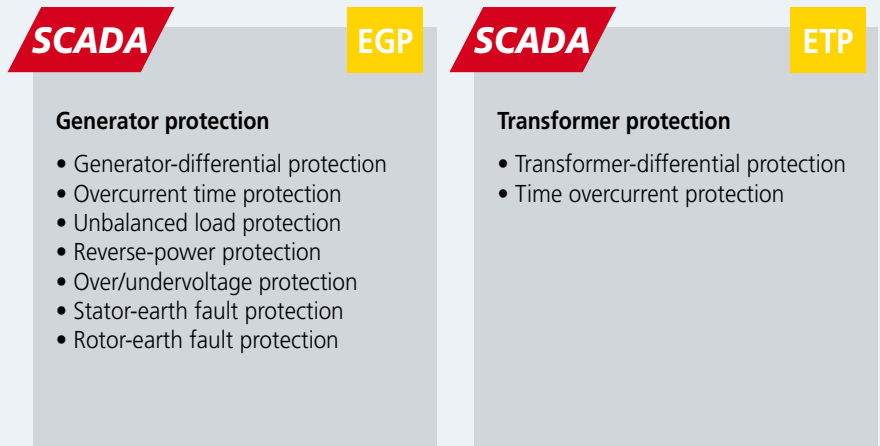 SCADA
EGP
Generator protection
• Generator-differential protection
• Overcurrent time protection
• Unbalanced load protection
• Reverse-power protection
• Over/undervoltage protection
• Stator-earth fault protection
• Rotor-earth fault protection
SCADA
ETP
Transformer protection
• Transformer-differential protection
• Time overcurrent protection